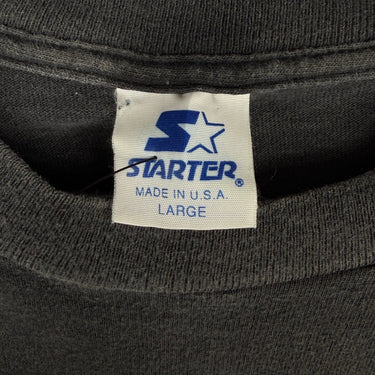 S
STARTER®
MADE IN U.S.A.
LARGE